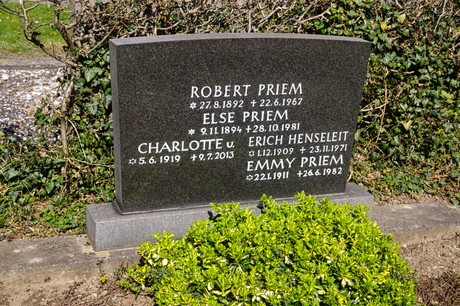 ROBERT PRIEM
✡ 27.8.1892 + 22.6.1967
ELSE PRIEM
✡ 9.11.1894 + 28.10.1981
CHARLOTTE u. ERICH HENSELEIT
✡ 5.6.1919 + 9.7.2013 ✡ 1.12.1909 + 23.11.1971
EMMY PRIEM
✡ 22.1.1911 + 26.6.1982